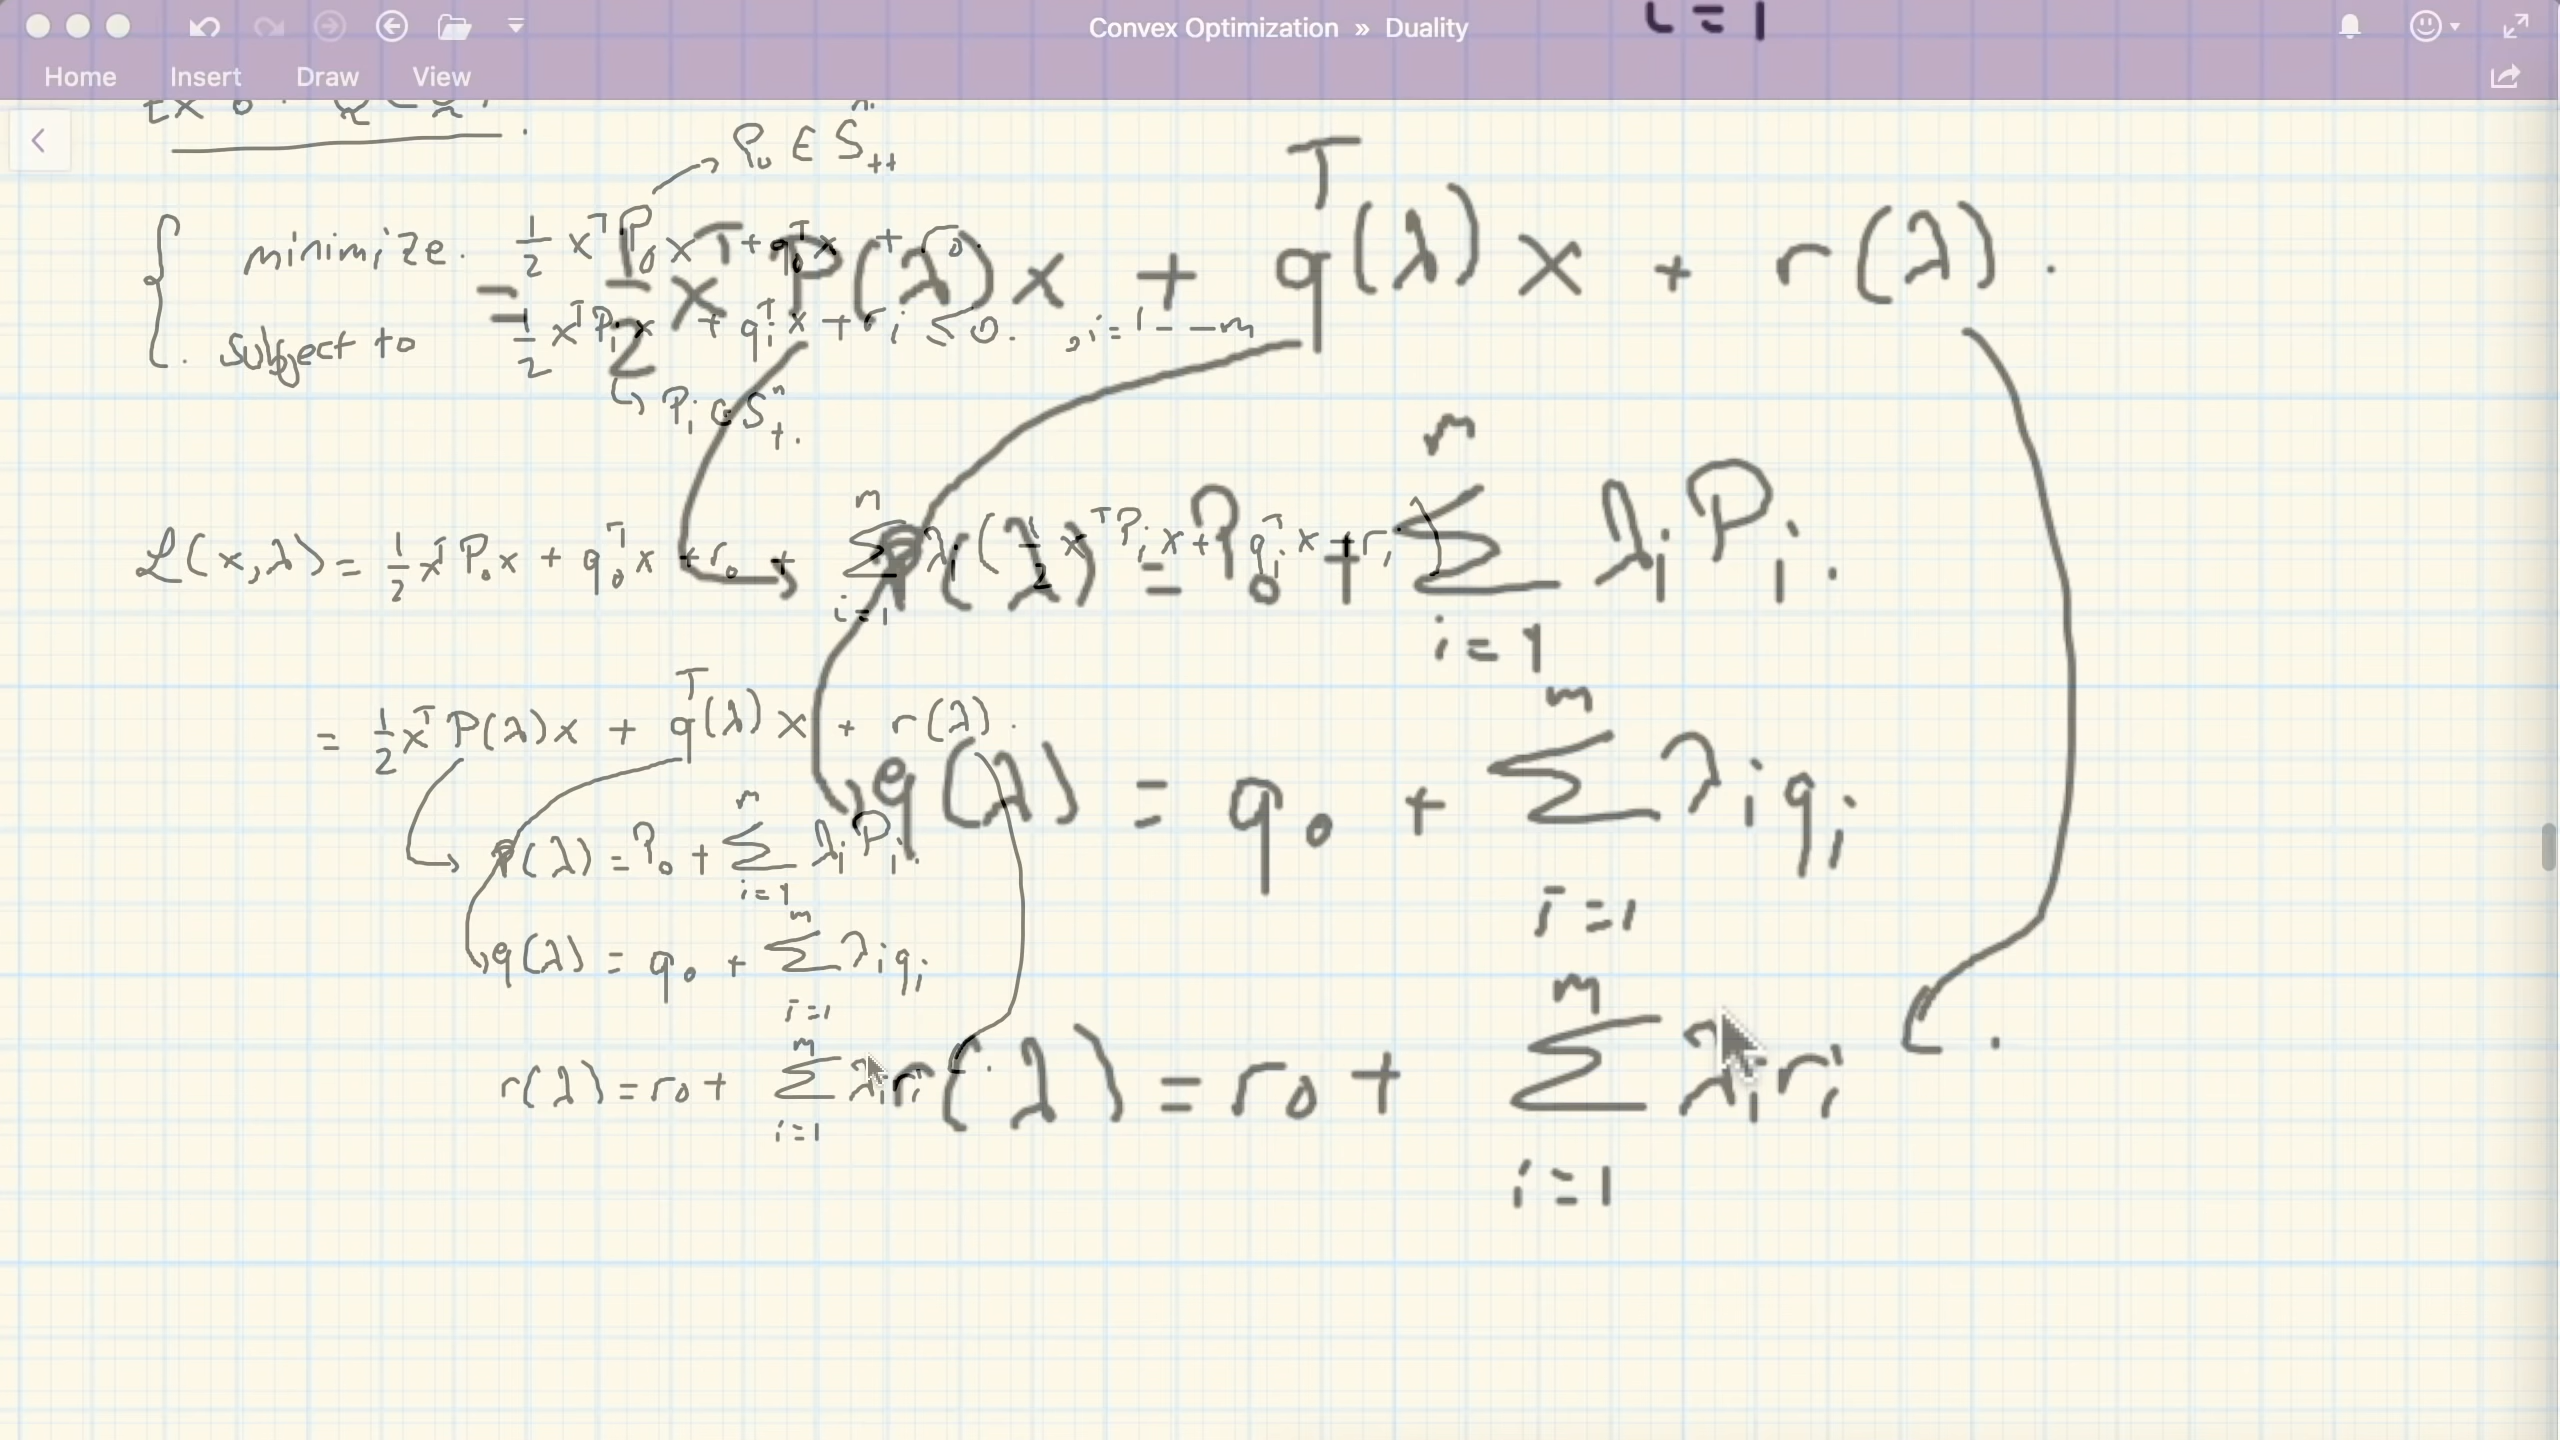 Convex Optimization » Duality
i = 1
Home Insert Draw View
P₀ ∈ Sⁿ₊₊
minimize. ½ xᵀP₀x + q₀ᵀx + r₀.
subject to ½ xᵀPᵢx + qᵢᵀx + rᵢ ≤ 0. , i = 1 - - m
Pᵢ ∈ Sⁿ₊.
= ½ xᵀP(λ)x + qᵀ(λ)x + r(λ).
L(x,λ) = ½ xᵀP₀x + q₀ᵀx + r₀ + Σᵢ₌₁ᵐ λᵢ(½ xᵀPᵢx + qᵢᵀx + rᵢ)
P(λ) = P₀ + Σᵢ₌₁ᵐ λᵢPᵢ.
= ½ xᵀP(λ)x + qᵀ(λ)x + r(λ).
q(λ) = q₀ + Σᵢ₌₁ᵐ λᵢqᵢ
P(λ) = P₀ + Σᵢ₌₁ᵐ λᵢPᵢ.
q(λ) = q₀ + Σᵢ₌₁ᵐ λᵢqᵢ
r(λ) = r₀ + Σᵢ₌₁ᵐ λᵢrᵢ
r(λ) = r₀ + Σᵢ₌₁ᵐ λᵢrᵢ